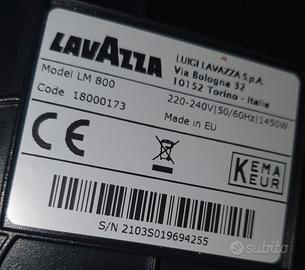 LAVAZZA
LUIGI LAVAZZA S.p.A.
Via Bologna 32
10152 Torino - Italia
Model LM 800
Code 18000173
220-240V|50/60Hz|1450W
Made in EU
CE
KEMA
KEUR
S/N 2103S019694255
subito